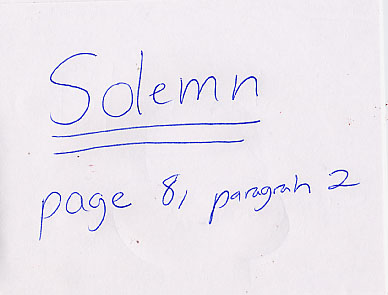 Solemn
page 8, paragrah 2